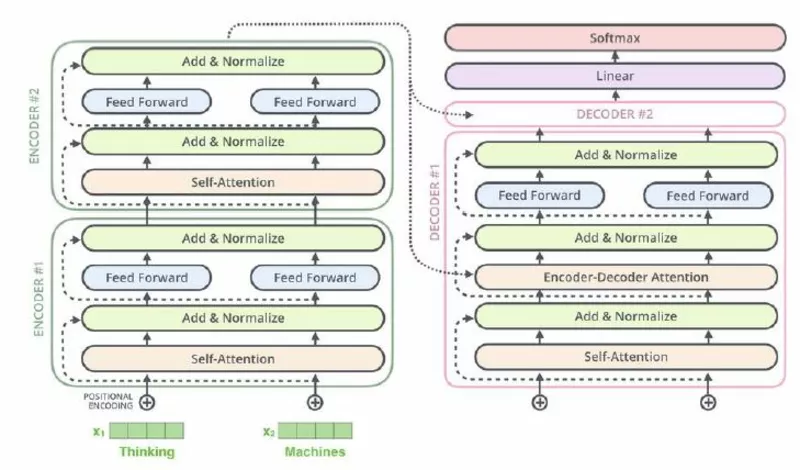 ENCODER #2
Add & Normalize
Feed Forward Feed Forward
Add & Normalize
Self-Attention
ENCODER #1
Add & Normalize
Feed Forward Feed Forward
Add & Normalize
Self-Attention
POSITIONAL
ENCODING
X₁ X₂
Thinking Machines
Softmax
Linear
DECODER #2
DECODER #1
Add & Normalize
Feed Forward Feed Forward
Add & Normalize
Encoder-Decoder Attention
Add & Normalize
Self-Attention